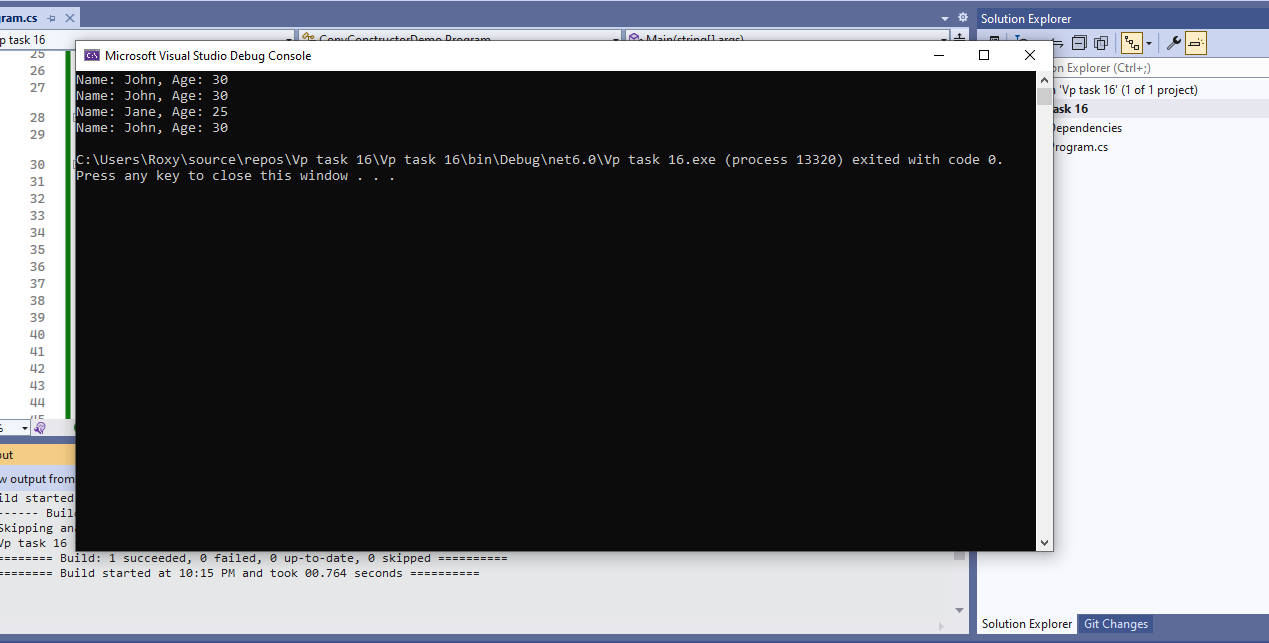 ram.cs
Solution Explorer
p task 16
CopyConstructorDemo.Program
Main(string[] args)
Microsoft Visual Studio Debug Console
Name: John, Age: 30
Name: John, Age: 30
Name: Jane, Age: 25
Name: John, Age: 30
C:\Users\Roxy\source\repos\Vp task 16\Vp task 16\bin\Debug\net6.0\Vp task 16.exe (process 13320) exited with code 0.
Press any key to close this window . . .
on Explorer (Ctrl+;)
'Vp task 16' (1 of 1 project)
ask 16
Dependencies
Program.cs
25
26
27
28
29
30
31
32
33
34
35
36
37
38
39
40
41
42
43
44
45
%
out
w output from
ild started
------ Build
Skipping an
Vp task 16
======== Build: 1 succeeded, 0 failed, 0 up-to-date, 0 skipped ==========
======== Build started at 10:15 PM and took 00.764 seconds ==========
Solution Explorer
Git Changes